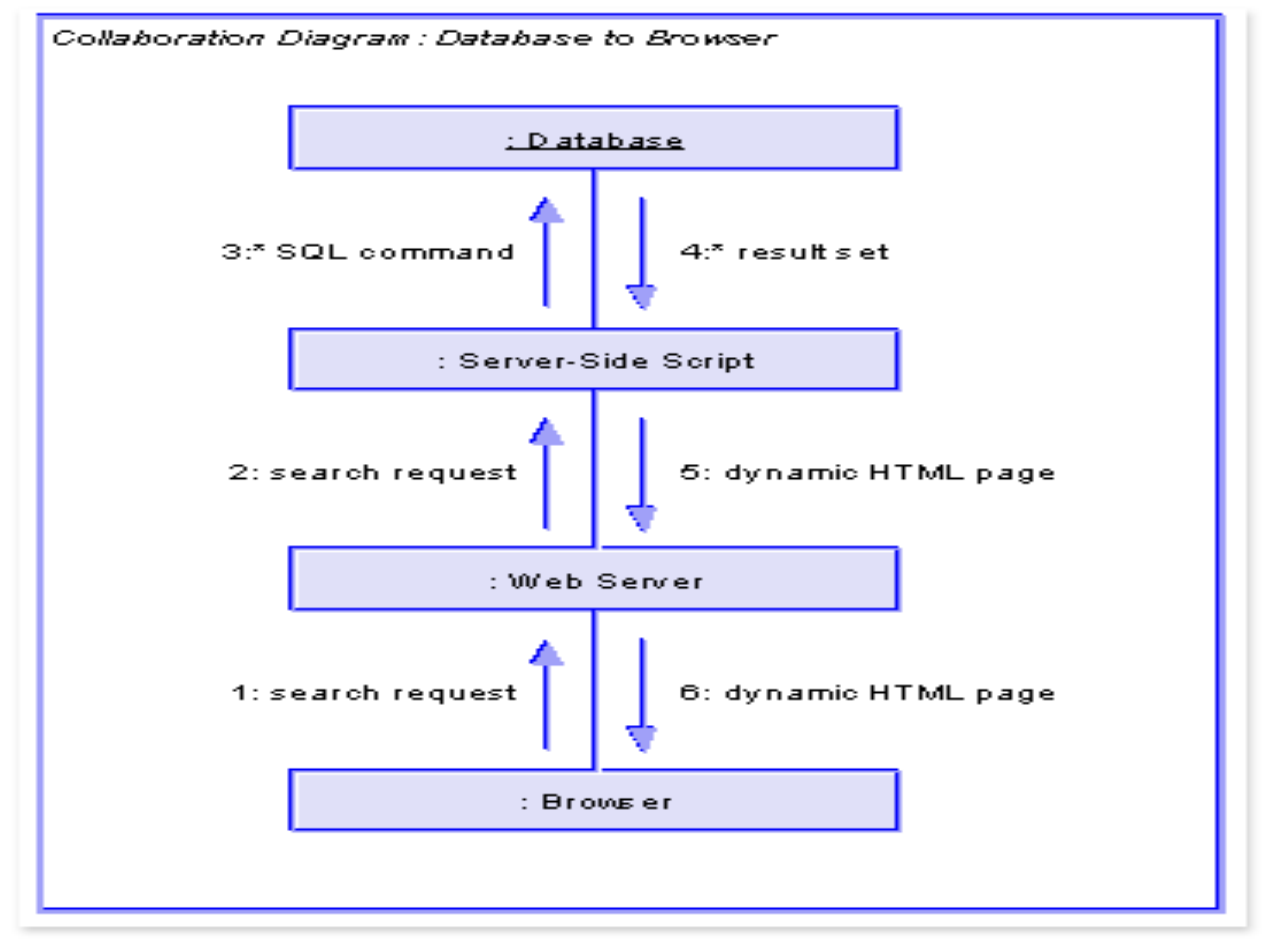 Collaboration Diagram : Database to Browser
: Database
3:* SQL command
4:* result set
: Server-Side Script
2: search request
5: dynamic HTML page
: Web Server
1: search request
6: dynamic HTML page
: Browser